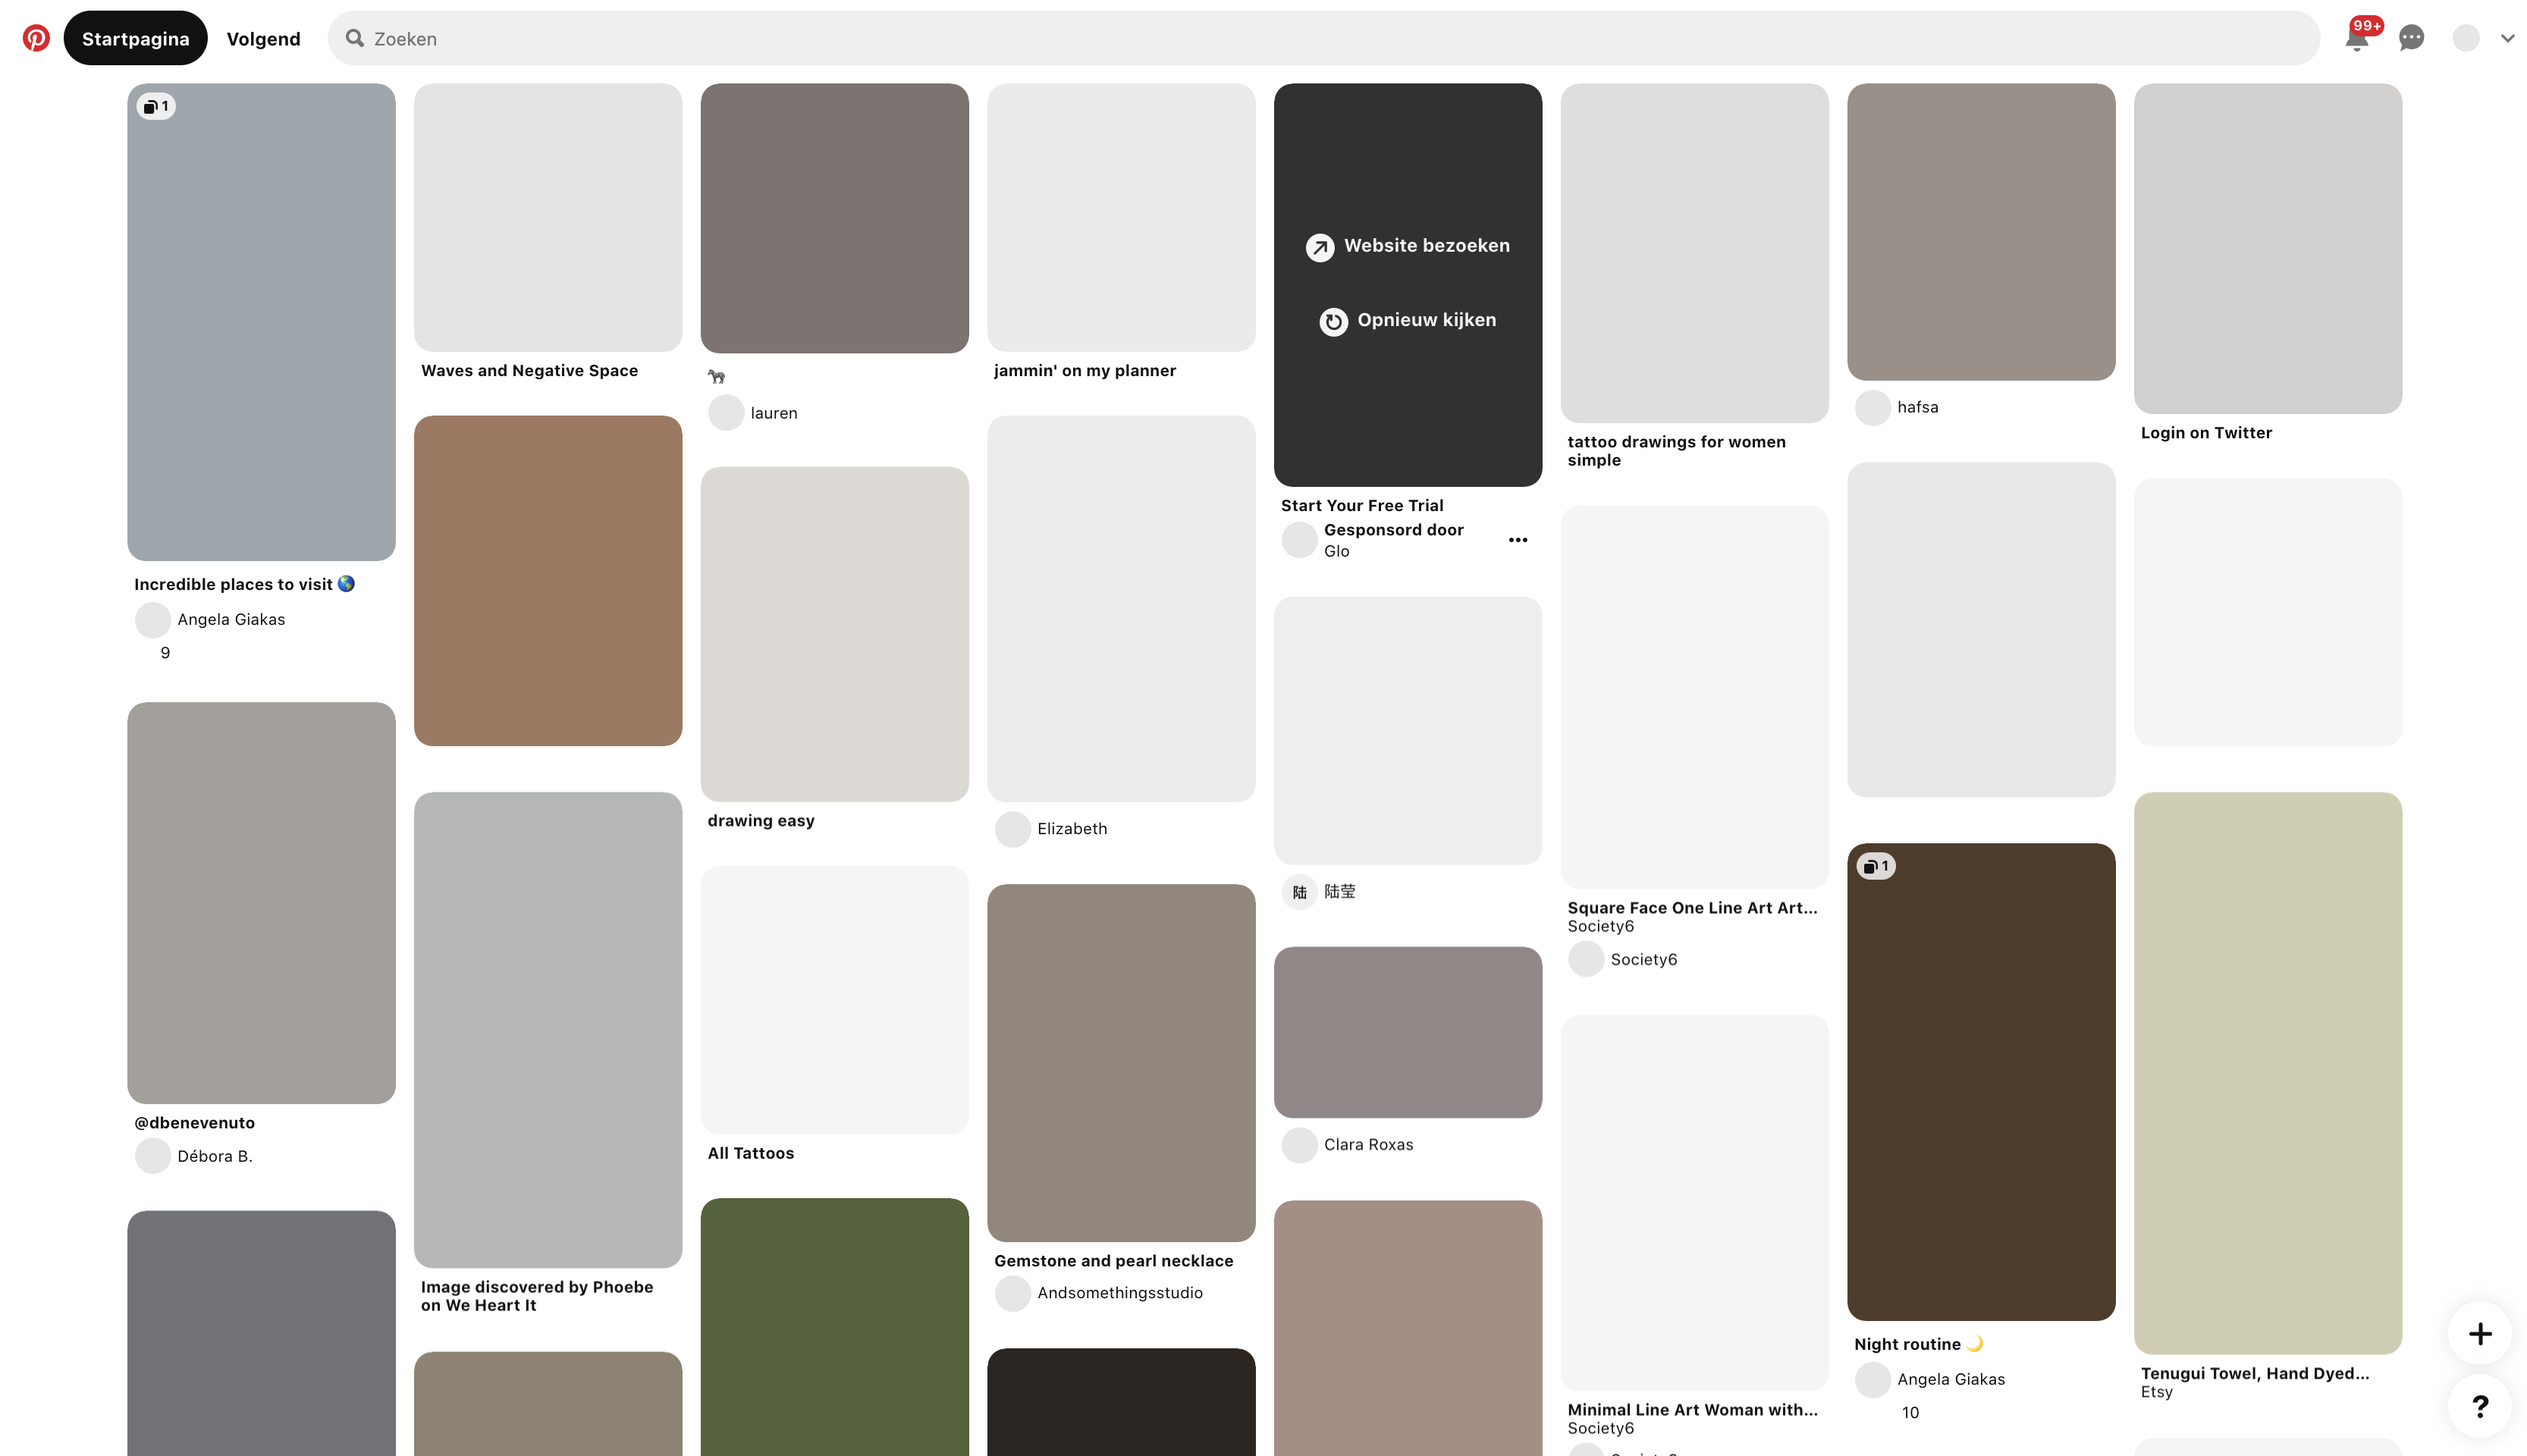 Startpagina
Volgend
Zoeken
99+
1
Incredible places to visit 🌎
Angela Giakas
9
@dbenevenuto
Débora B.
Waves and Negative Space
Image discovered by Phoebe
on We Heart It
🦓
lauren
drawing easy
All Tattoos
jammin' on my planner
Elizabeth
Gemstone and pearl necklace
Andsomethingsstudio
Website bezoeken
Opnieuw kijken
Start Your Free Trial
Gesponsord door
Glo
陆 陆莹
Clara Roxas
tattoo drawings for women
simple
Square Face One Line Art Art...
Society6
Society6
Minimal Line Art Woman with...
Society6
hafsa
1
Night routine 🌙
Angela Giakas
10
Login on Twitter
Tenugui Towel, Hand Dyed...
Etsy
?